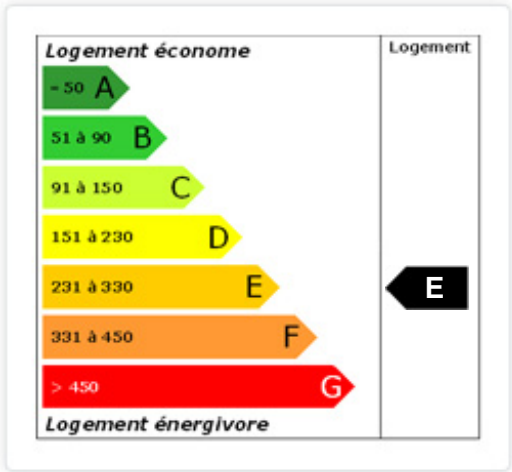 Logement économe
Logement
- 50 A
51 à 90 B
91 à 150 C
151 à 230 D
231 à 330 E
E
331 à 450 F
> 450 G
Logement énergivore